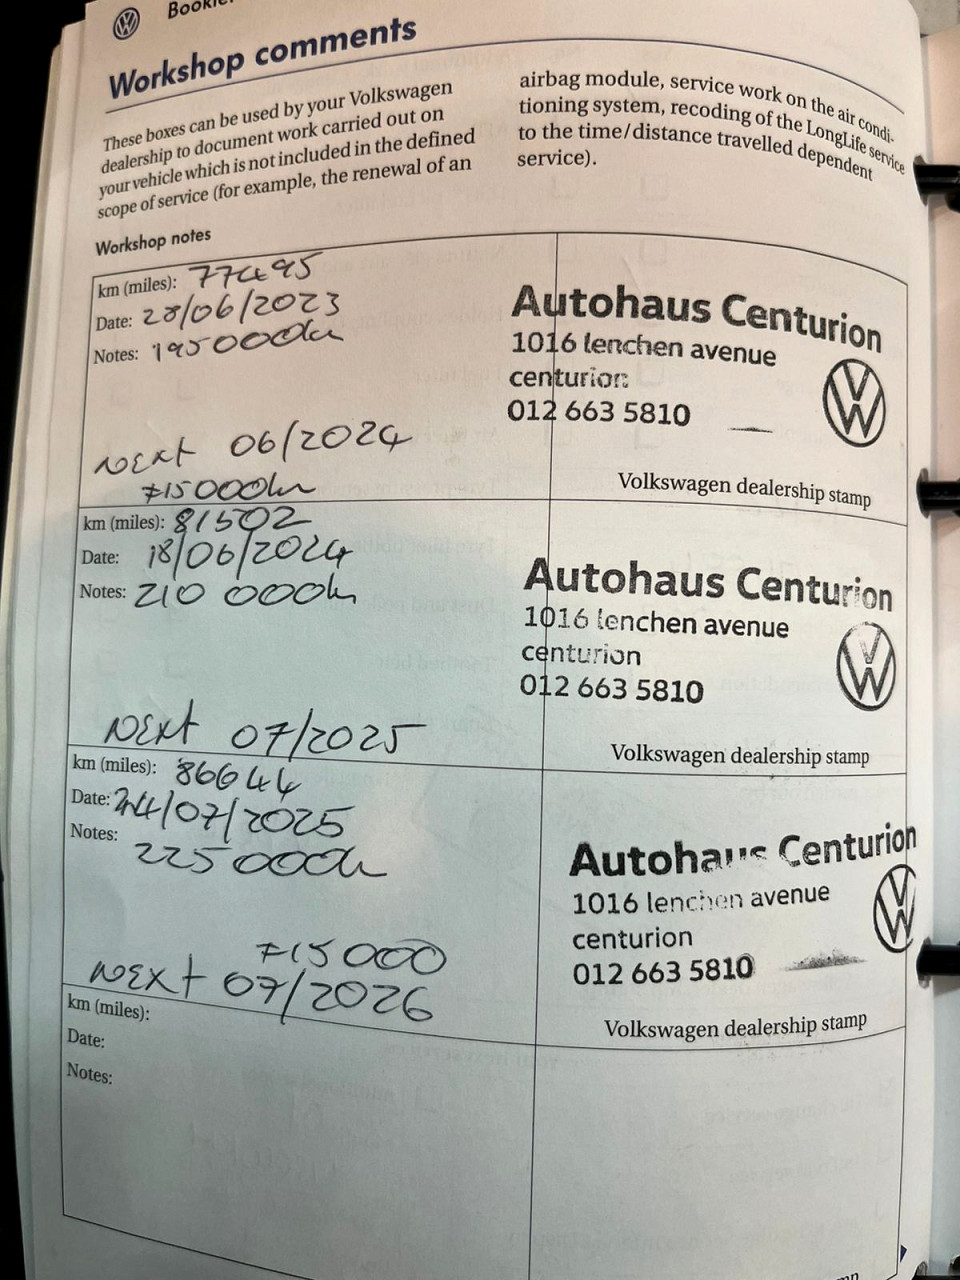 Workshop comments
These boxes can be used by your Volkswagen
dealership to document work carried out on
your vehicle which is not included in the defined
scope of service (for example, the renewal of an
airbag module, service work on the air condi-
tioning system, recoding of the LongLife service
to the time/distance travelled dependent
service).
Workshop notes
km (miles): 77495
Date: 28/06/2023
Notes: 195000km
Next 06/2024
±15000km
Autohaus Centurion
1016 lenchen avenue
centurion
012 663 5810
Volkswagen dealership stamp
km (miles): 81502
Date: 18/06/2024
Notes: 210 000km
Next 07/2025
Autohaus Centurion
1016 lenchen avenue
centurion
012 663 5810
Volkswagen dealership stamp
km (miles): 86644
Date: 24/07/2025
Notes:
225 000km
±15 000
Next 07/2026
Autohaus Centurion
1016 lenchen avenue
centurion
012 663 5810
Volkswagen dealership stamp
km (miles):
Date:
Notes: